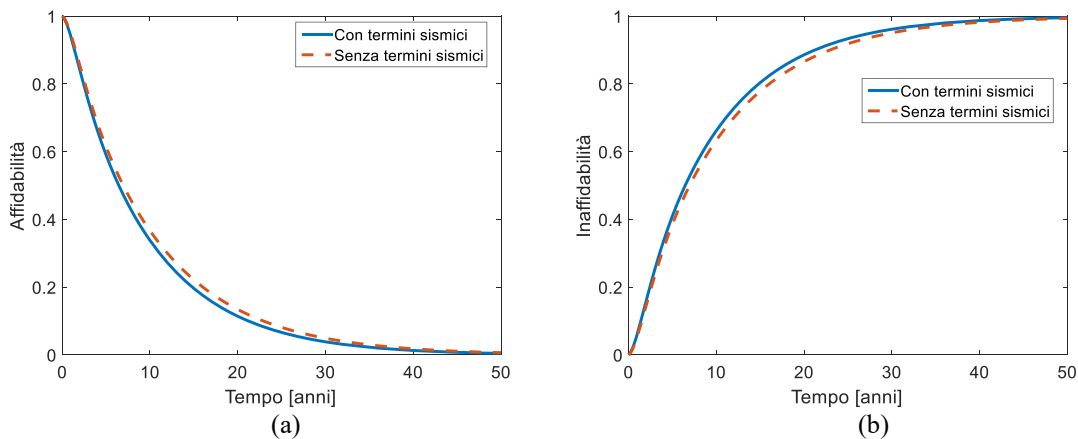 Affidabilità
1
0.8
0.6
0.4
0.2
0
Con termini sismici
Senza termini sismici
0 10 20 30 40 50
Tempo [anni]
(a)
Inaffidabilità
1
0.8
0.6
0.4
0.2
0
Con termini sismici
Senza termini sismici
0 10 20 30 40 50
Tempo [anni]
(b)